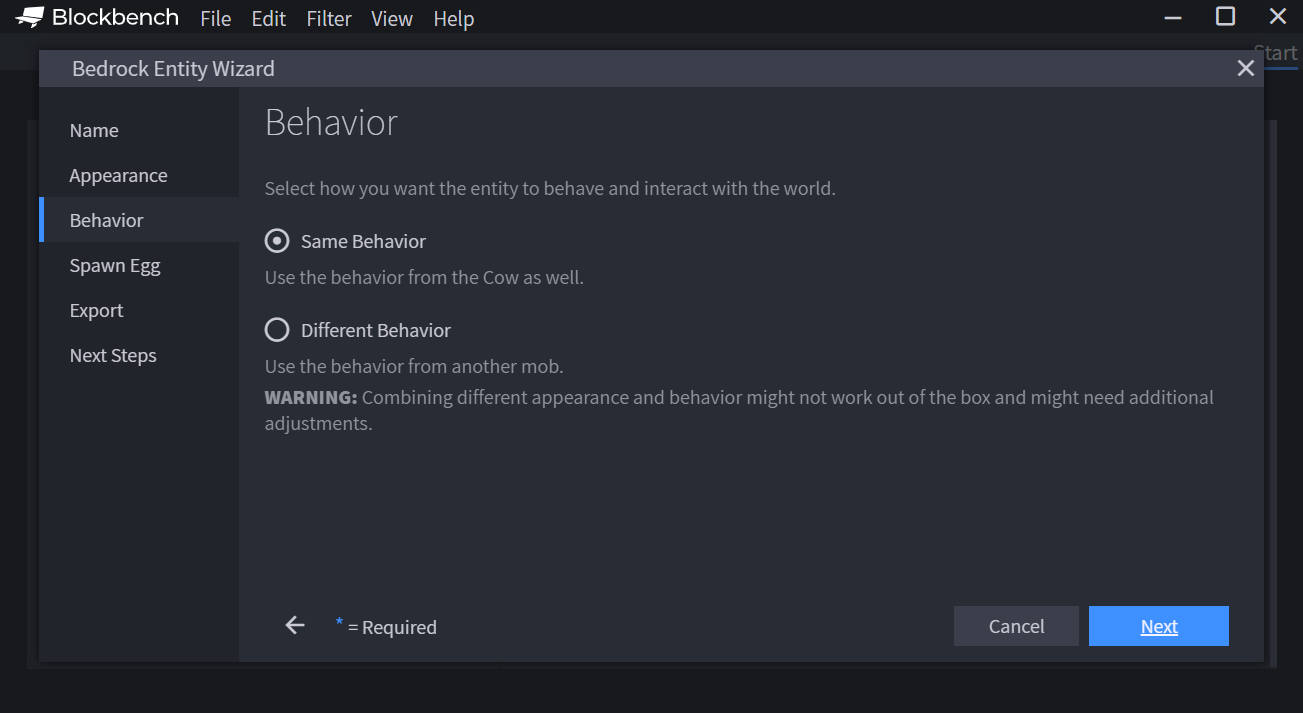 Blockbench File Edit Filter View Help
Start
Bedrock Entity Wizard
Name
Appearance
Behavior
Spawn Egg
Export
Next Steps
Behavior
Select how you want the entity to behave and interact with the world.
Same Behavior
Use the behavior from the Cow as well.
Different Behavior
Use the behavior from another mob.
WARNING: Combining different appearance and behavior might not work out of the box and might need additional
adjustments.
* = Required
Cancel
Next